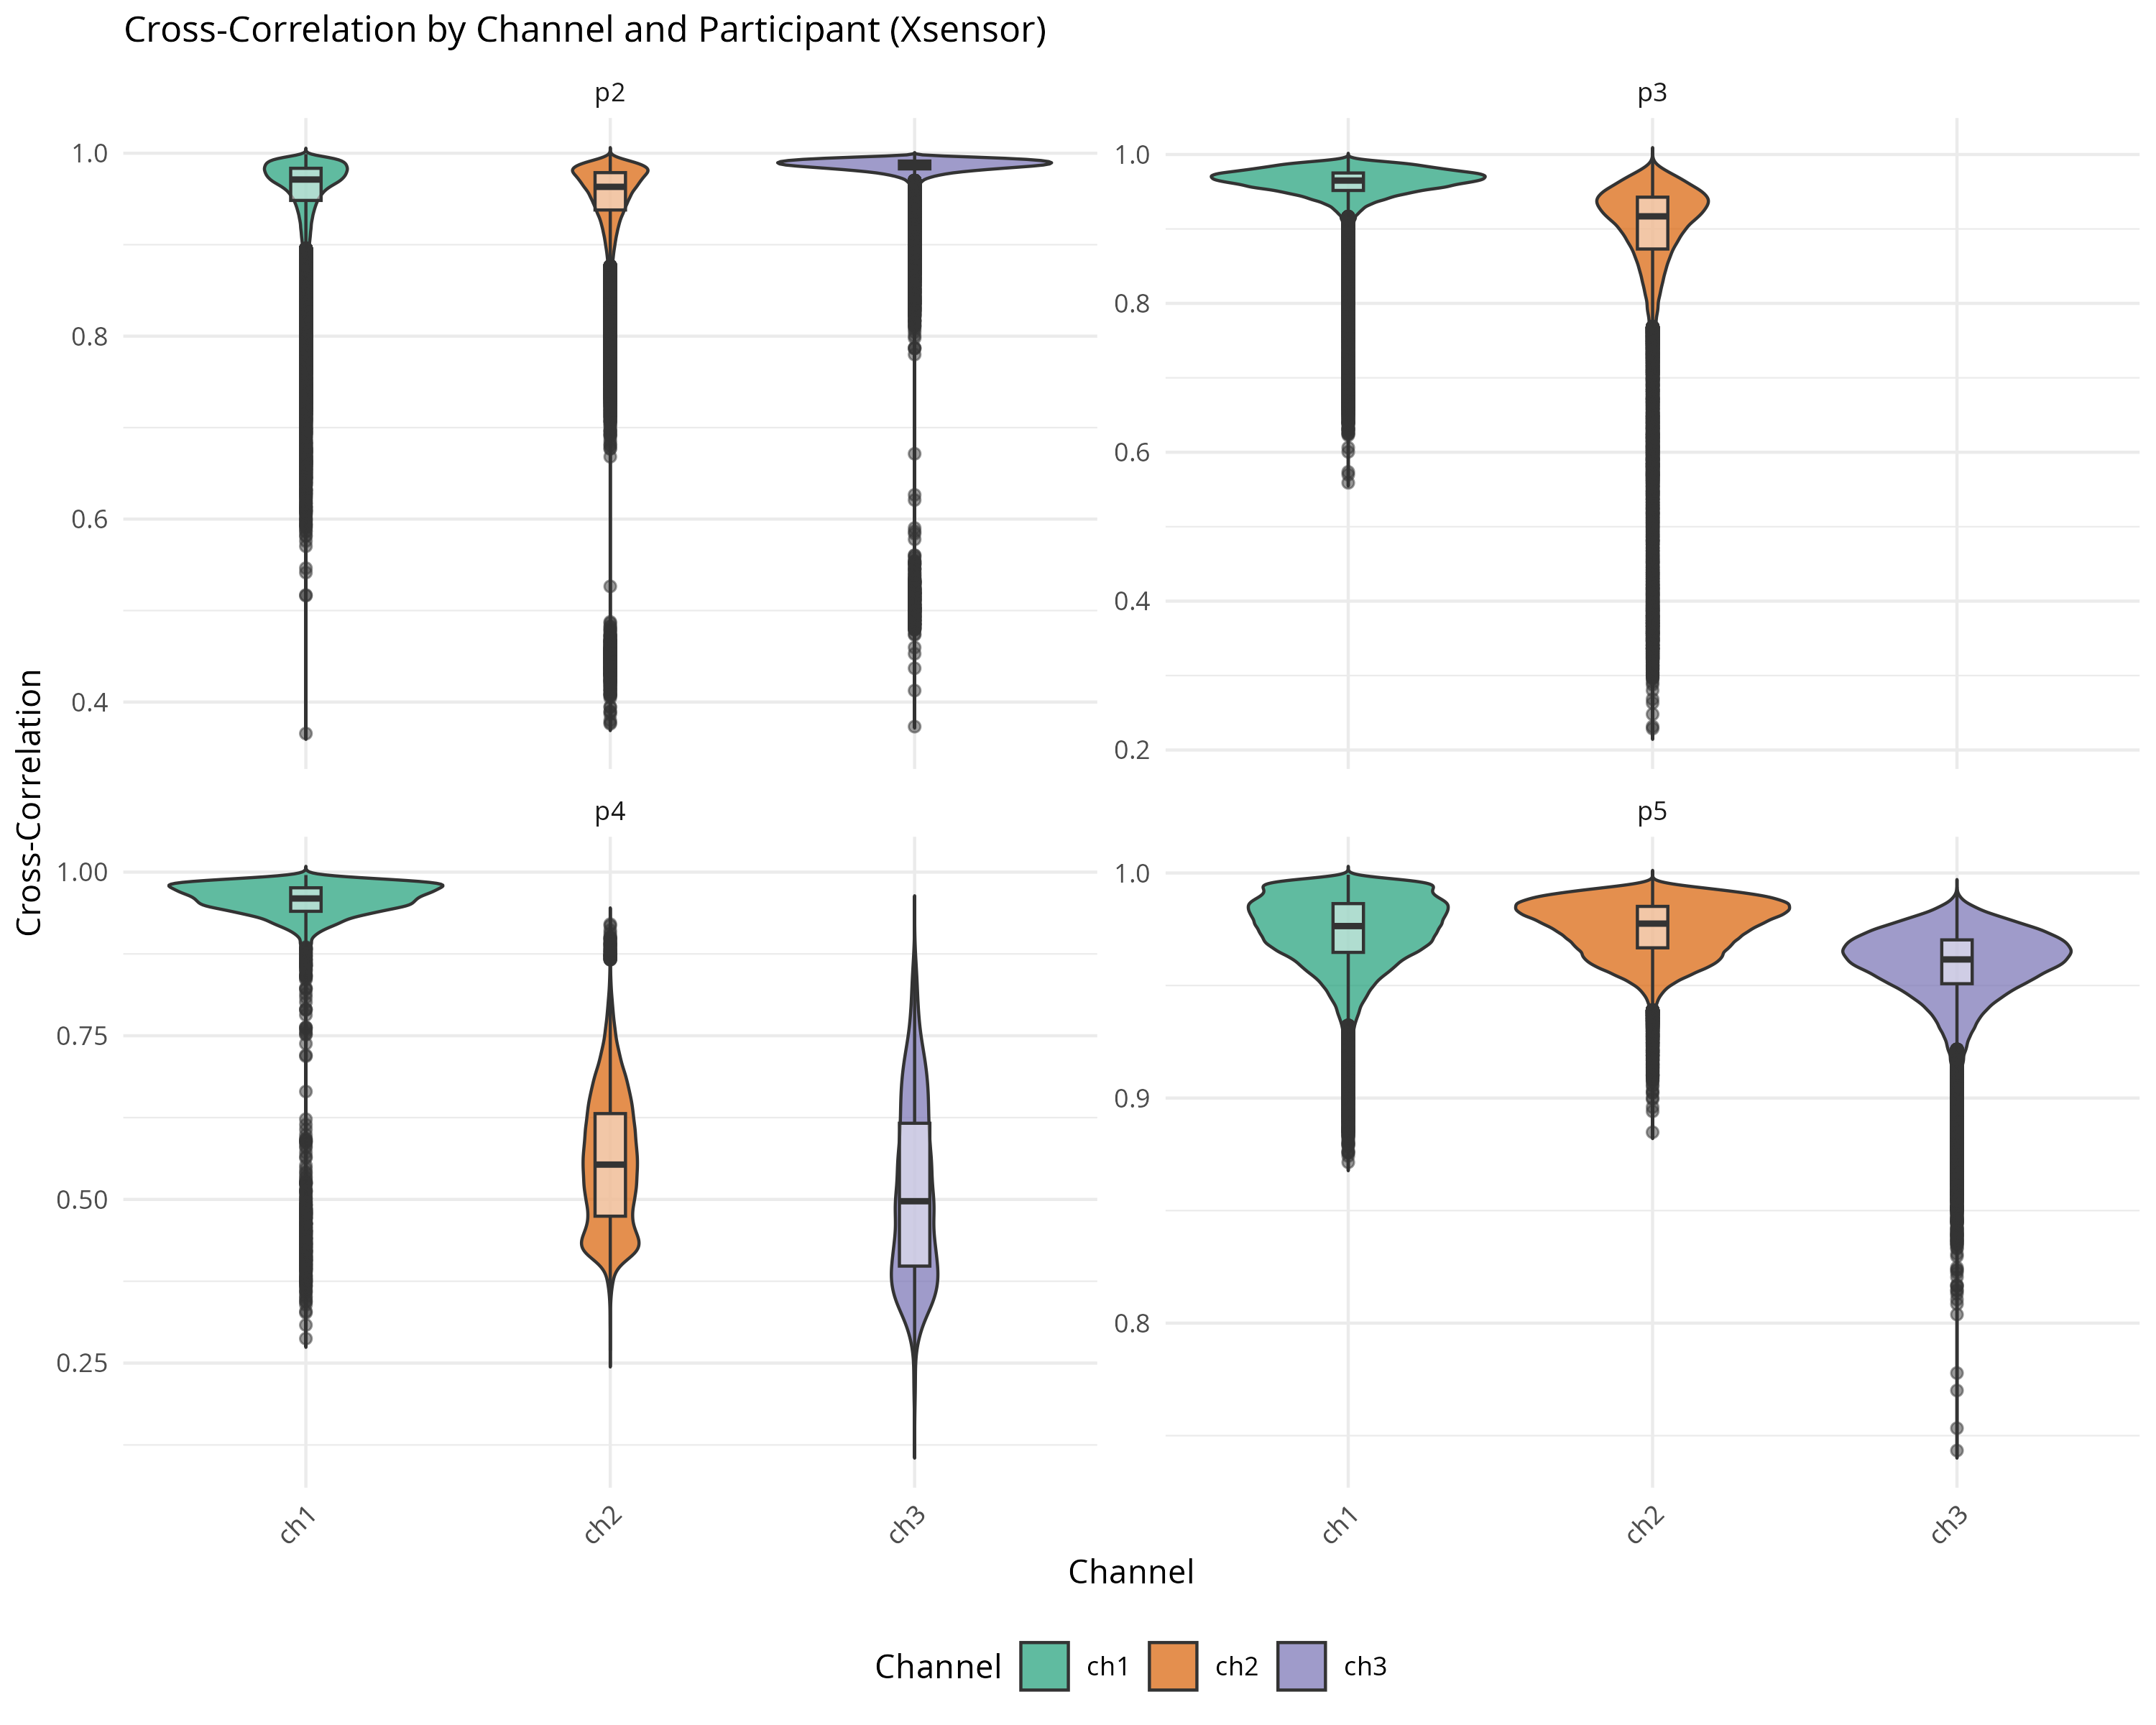 Cross-Correlation by Channel and Participant (Xsensor)
p2
p3
1.0
0.8
0.6
0.4
1.0
0.8
0.6
0.4
0.2
Cross-Correlation
p4
p5
1.00
0.75
0.50
0.25
1.0
0.9
0.8
ch1
ch2
ch3
ch1
ch2
ch3
Channel
Channel ch1 ch2 ch3